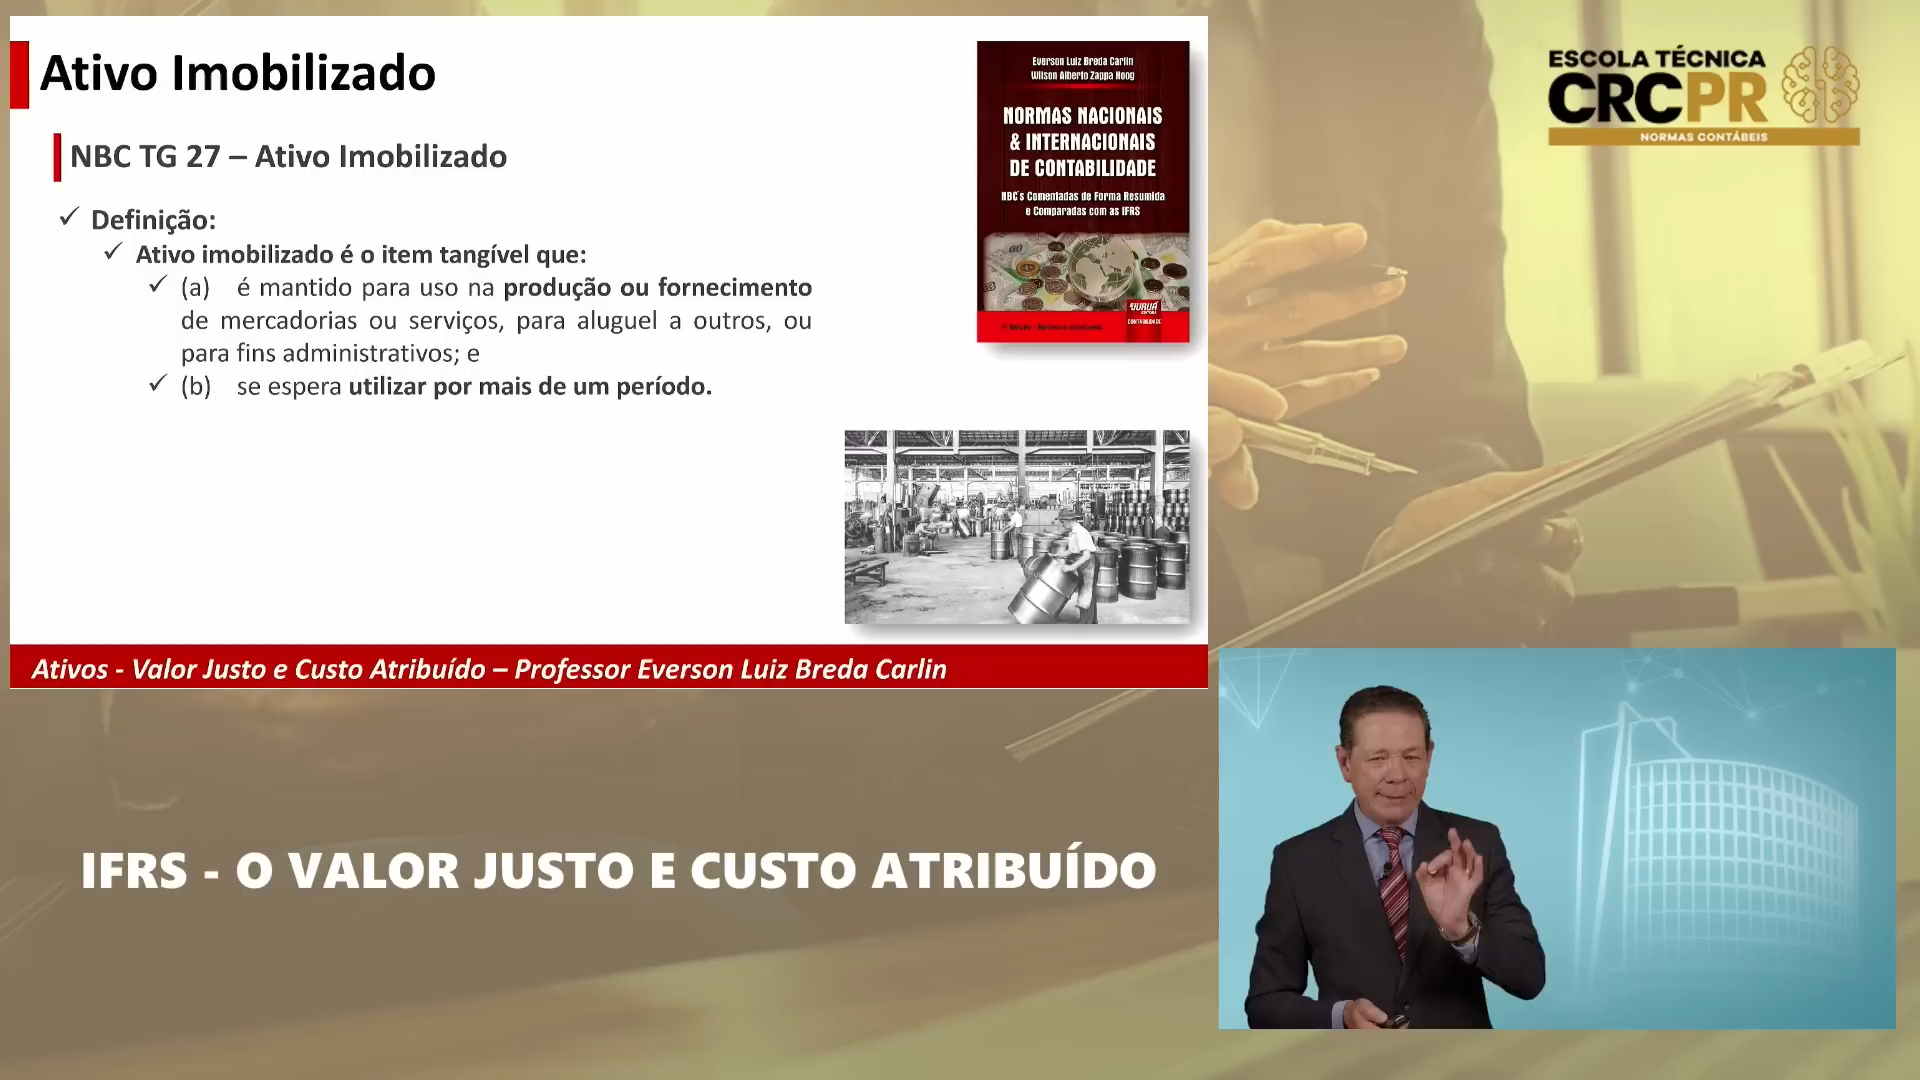 Ativo Imobilizado
NBC TG 27 – Ativo Imobilizado
Definição:
Ativo imobilizado é o item tangível que:
(a) é mantido para uso na produção ou fornecimento
de mercadorias ou serviços, para aluguel a outros, ou
para fins administrativos; e
(b) se espera utilizar por mais de um período.
Everson Luiz Breda Carlin
Wilson Alberto Zappa Hoog
NORMAS NACIONAIS
& INTERNACIONAIS
DE CONTABILIDADE
NBC's Comentadas de Forma Resumida
e Comparadas com as IFRS
JURUÁ
EDITORA
CONTABILIDADE
Ativos - Valor Justo e Custo Atribuído – Professor Everson Luiz Breda Carlin
ESCOLA TÉCNICA
CRCPR
NORMAS CONTÁBEIS
IFRS - O VALOR JUSTO E CUSTO ATRIBUÍDO